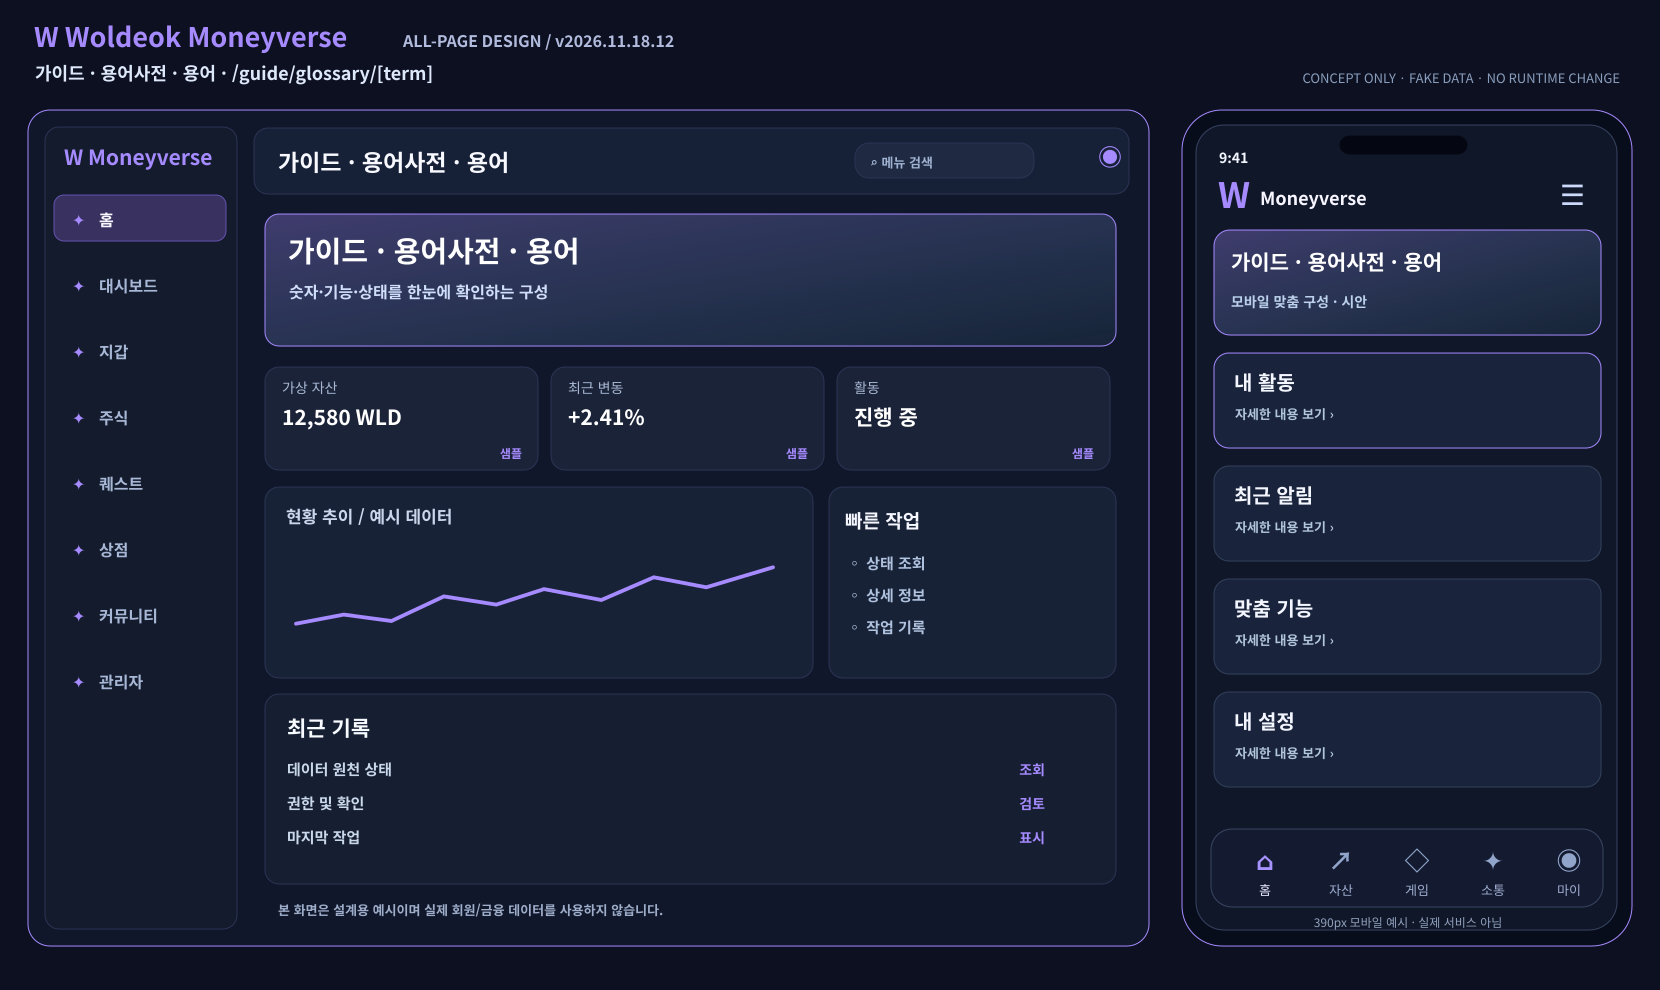 W Woldeok Moneyverse
ALL-PAGE DESIGN / v2026.11.18.12
가이드 · 용어사전 · 용어 · /guide/glossary/[term]
CONCEPT ONLY · FAKE DATA · NO RUNTIME CHANGE
W Moneyverse
홈
대시보드
지갑
주식
퀘스트
상점
커뮤니티
관리자
가이드 · 용어사전 · 용어
메뉴 검색
가이드 · 용어사전 · 용어
숫자·기능·상태를 한눈에 확인하는 구성
가상 자산
12,580 WLD
샘플
최근 변동
+2.41%
샘플
활동
진행 중
샘플
현황 추이 / 예시 데이터
빠른 작업
상태 조회
상세 정보
작업 기록
최근 기록
데이터 원천 상태
조회
권한 및 확인
검토
마지막 작업
표시
본 화면은 설계용 예시이며 실제 회원/금융 데이터를 사용하지 않습니다.
9:41
W Moneyverse
가이드 · 용어사전 · 용어
모바일 맞춤 구성 · 시안
내 활동
자세한 내용 보기 ›
최근 알림
자세한 내용 보기 ›
맞춤 기능
자세한 내용 보기 ›
내 설정
자세한 내용 보기 ›
홈
자산
게임
소통
마이
390px 모바일 예시 · 실제 서비스 아님